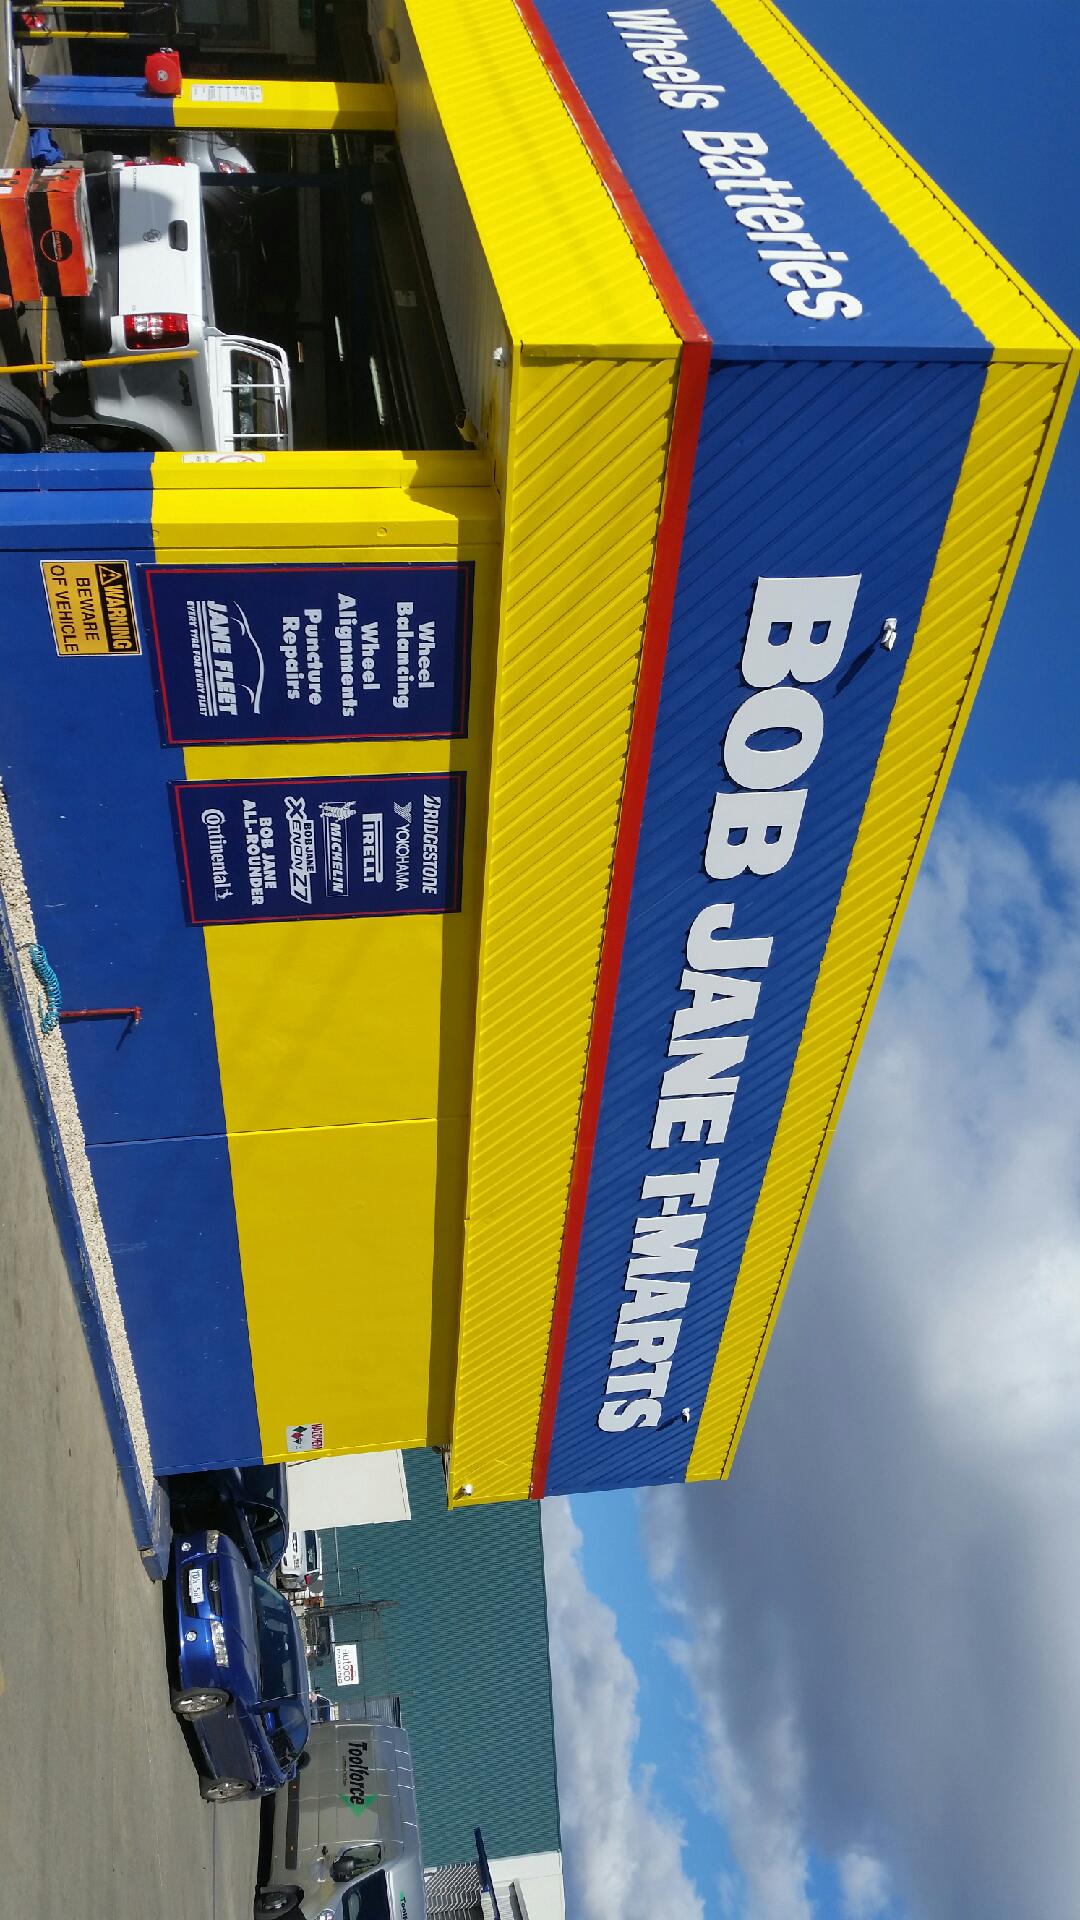 Wheels Batteries
BOB JANE T-MARTS
Wheel
Balancing
Wheel
Alignments
Puncture
Repairs
JANE FLEET
EVERY TYRE FOR EVERY FLEET
BRIDGESTONE
YOKOHAMA
PIRELLI
MICHELIN
BOB JANE
XENON Z7
BOB JANE
ALL-ROUNDER
Continental
WARNING
BEWARE
OF VEHICLE
autoco
Toolforce